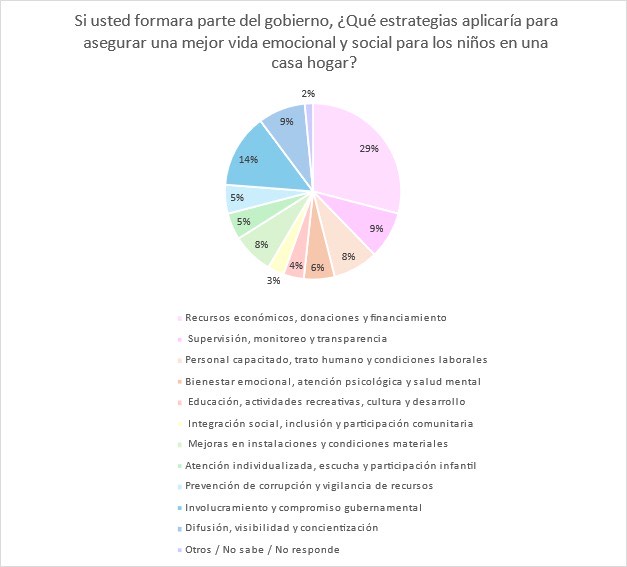 Si usted formara parte del gobierno, ¿Qué estrategias aplicaría para
asegurar una mejor vida emocional y social para los niños en una
casa hogar?
2%
9%
29%
14%
5%
9%
5%
8%
8%
4%
6%
3%
Recursos económicos, donaciones y financiamiento
Supervisión, monitoreo y transparencia
Personal capacitado, trato humano y condiciones laborales
Bienestar emocional, atención psicológica y salud mental
Educación, actividades recreativas, cultura y desarrollo
Integración social, inclusión y participación comunitaria
Mejoras en instalaciones y condiciones materiales
Atención individualizada, escucha y participación infantil
Prevención de corrupción y vigilancia de recursos
Involucramiento y compromiso gubernamental
Difusión, visibilidad y concientización
Otros / No sabe / No responde